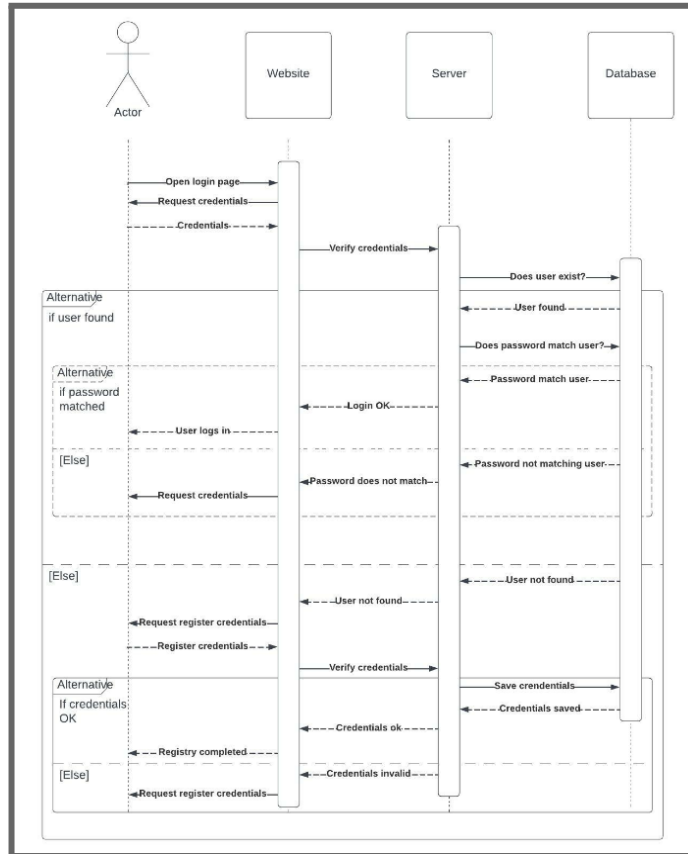 Website
Server
Database
Actor
Open login page
Request credentials
Credentials
Verify credentials
Does user exist?
Alternative
if user found
User found
Does password match user?
Alternative
if password
matched
Password match user
Login OK
User logs in
[Else]
Password not matching user
Password does not match
Request credentials
[Else]
User not found
User not found
Request register credentials
Register credentials
Verify credentials
Alternative
If credentials
OK
Save crendentials
Credentials saved
Credentials ok
Registry completed
[Else]
Credentials invalid
Request register credentials